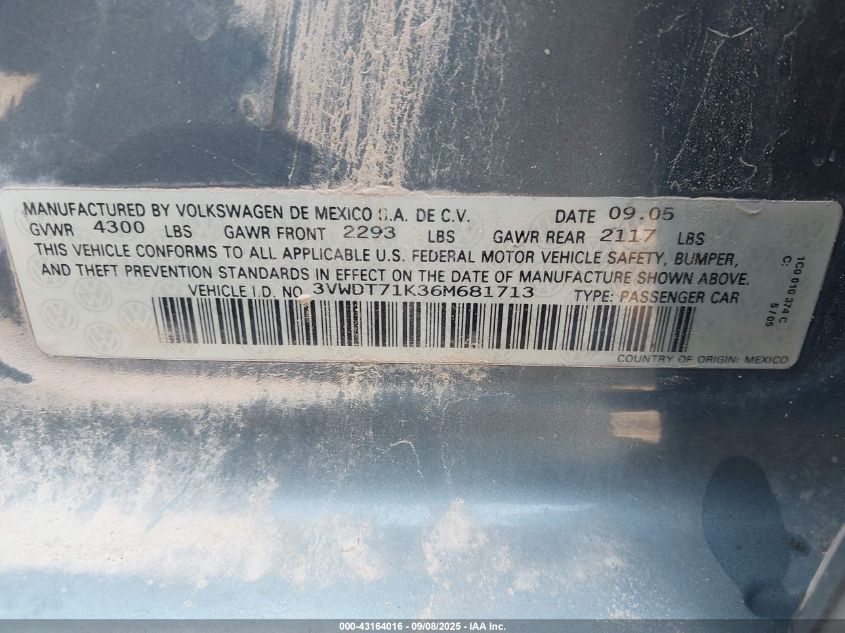 MANUFACTURED BY VOLKSWAGEN DE MEXICO S.A. DE C.V. DATE 09.05
GVWR 4300 LBS GAWR FRONT 2293 LBS GAWR REAR 2117 LBS
THIS VEHICLE CONFORMS TO ALL APPLICABLE U.S. FEDERAL MOTOR VEHICLE SAFETY, BUMPER,
AND THEFT PREVENTION STANDARDS IN EFFECT ON THE DATE OF MANUFACTURE SHOWN ABOVE.
VEHICLE I.D. NO. 3VWDT71K36M681713 TYPE: PASSENGER CAR
COUNTRY OF ORIGIN: MEXICO
1C0 010 374 C
C: 5/05
000-43164016 - 09/08/2025 - IAA Inc.